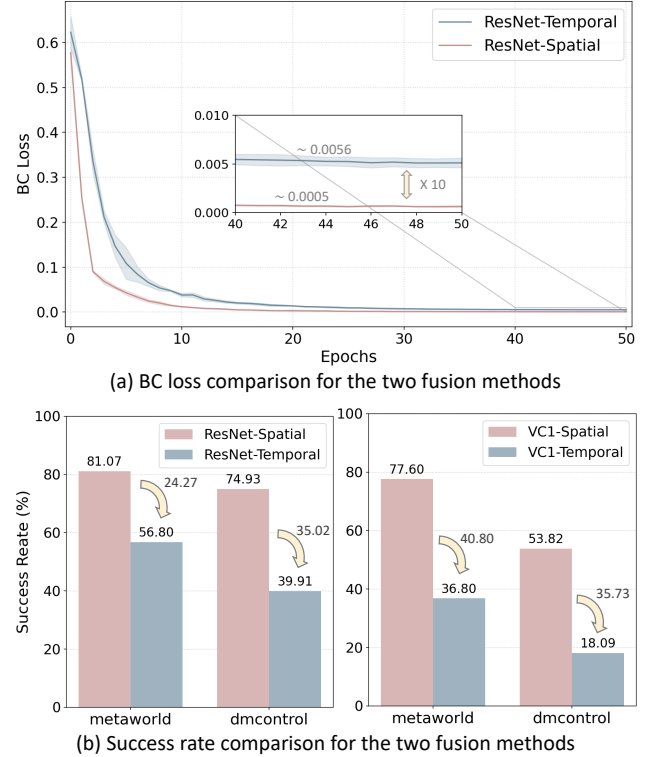 ResNet-Temporal
ResNet-Spatial
0.6
0.5
0.4
0.3
0.2
0.1
0.0
BC Loss
0.010
0.005
0.000
~ 0.0056
~ 0.0005
X 10
40 42 44 46 48 50
0 10 20 30 40 50
Epochs
(a) BC loss comparison for the two fusion methods
100
80
60
40
20
0
Success Reate (%)
ResNet-Spatial
ResNet-Temporal
81.07
24.27
56.80
74.93
35.02
39.91
metaworld dmcontrol
100
80
60
40
20
0
VC1-Spatial
VC1-Temporal
77.60
40.80
36.80
53.82
35.73
18.09
metaworld dmcontrol
(b) Success rate comparison for the two fusion methods